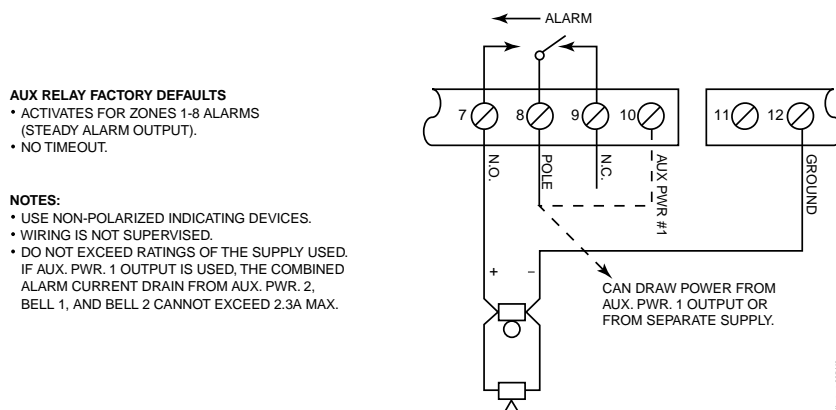 ALARM
AUX RELAY FACTORY DEFAULTS
• ACTIVATES FOR ZONES 1-8 ALARMS
(STEADY ALARM OUTPUT).
• NO TIMEOUT.
NOTES:
• USE NON-POLARIZED INDICATING DEVICES.
• WIRING IS NOT SUPERVISED.
• DO NOT EXCEED RATINGS OF THE SUPPLY USED.
IF AUX. PWR. 1 OUTPUT IS USED, THE COMBINED
ALARM CURRENT DRAIN FROM AUX. PWR. 2,
BELL 1, AND BELL 2 CANNOT EXCEED 2.3A MAX.
7 8 9 10 11 12
N.O.
POLE
N.C.
AUX PWR #1
GROUND
+ –
CAN DRAW POWER FROM
AUX. PWR. 1 OUTPUT OR
FROM SEPARATE SUPPLY.